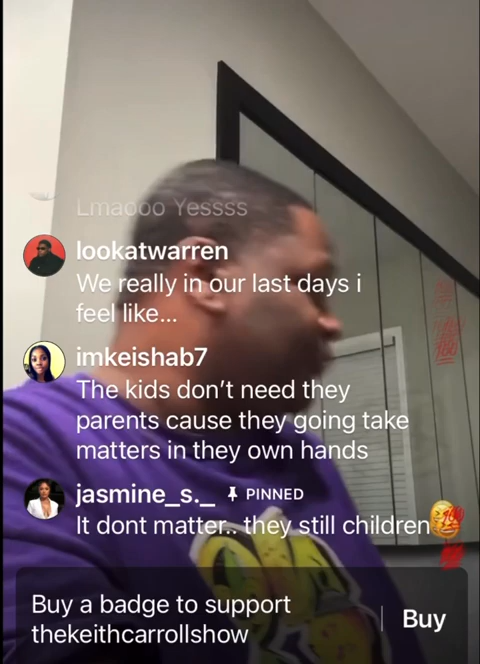 Lmaooo Yessss
lookatwarren
We really in our last days i
feel like...
imkeishab7
The kids don’t need they
parents cause they going take
matters in they own hands
jasmine_s._ PINNED
It dont matter.. they still children
Buy a badge to support
thekeithcarrollshow
Buy